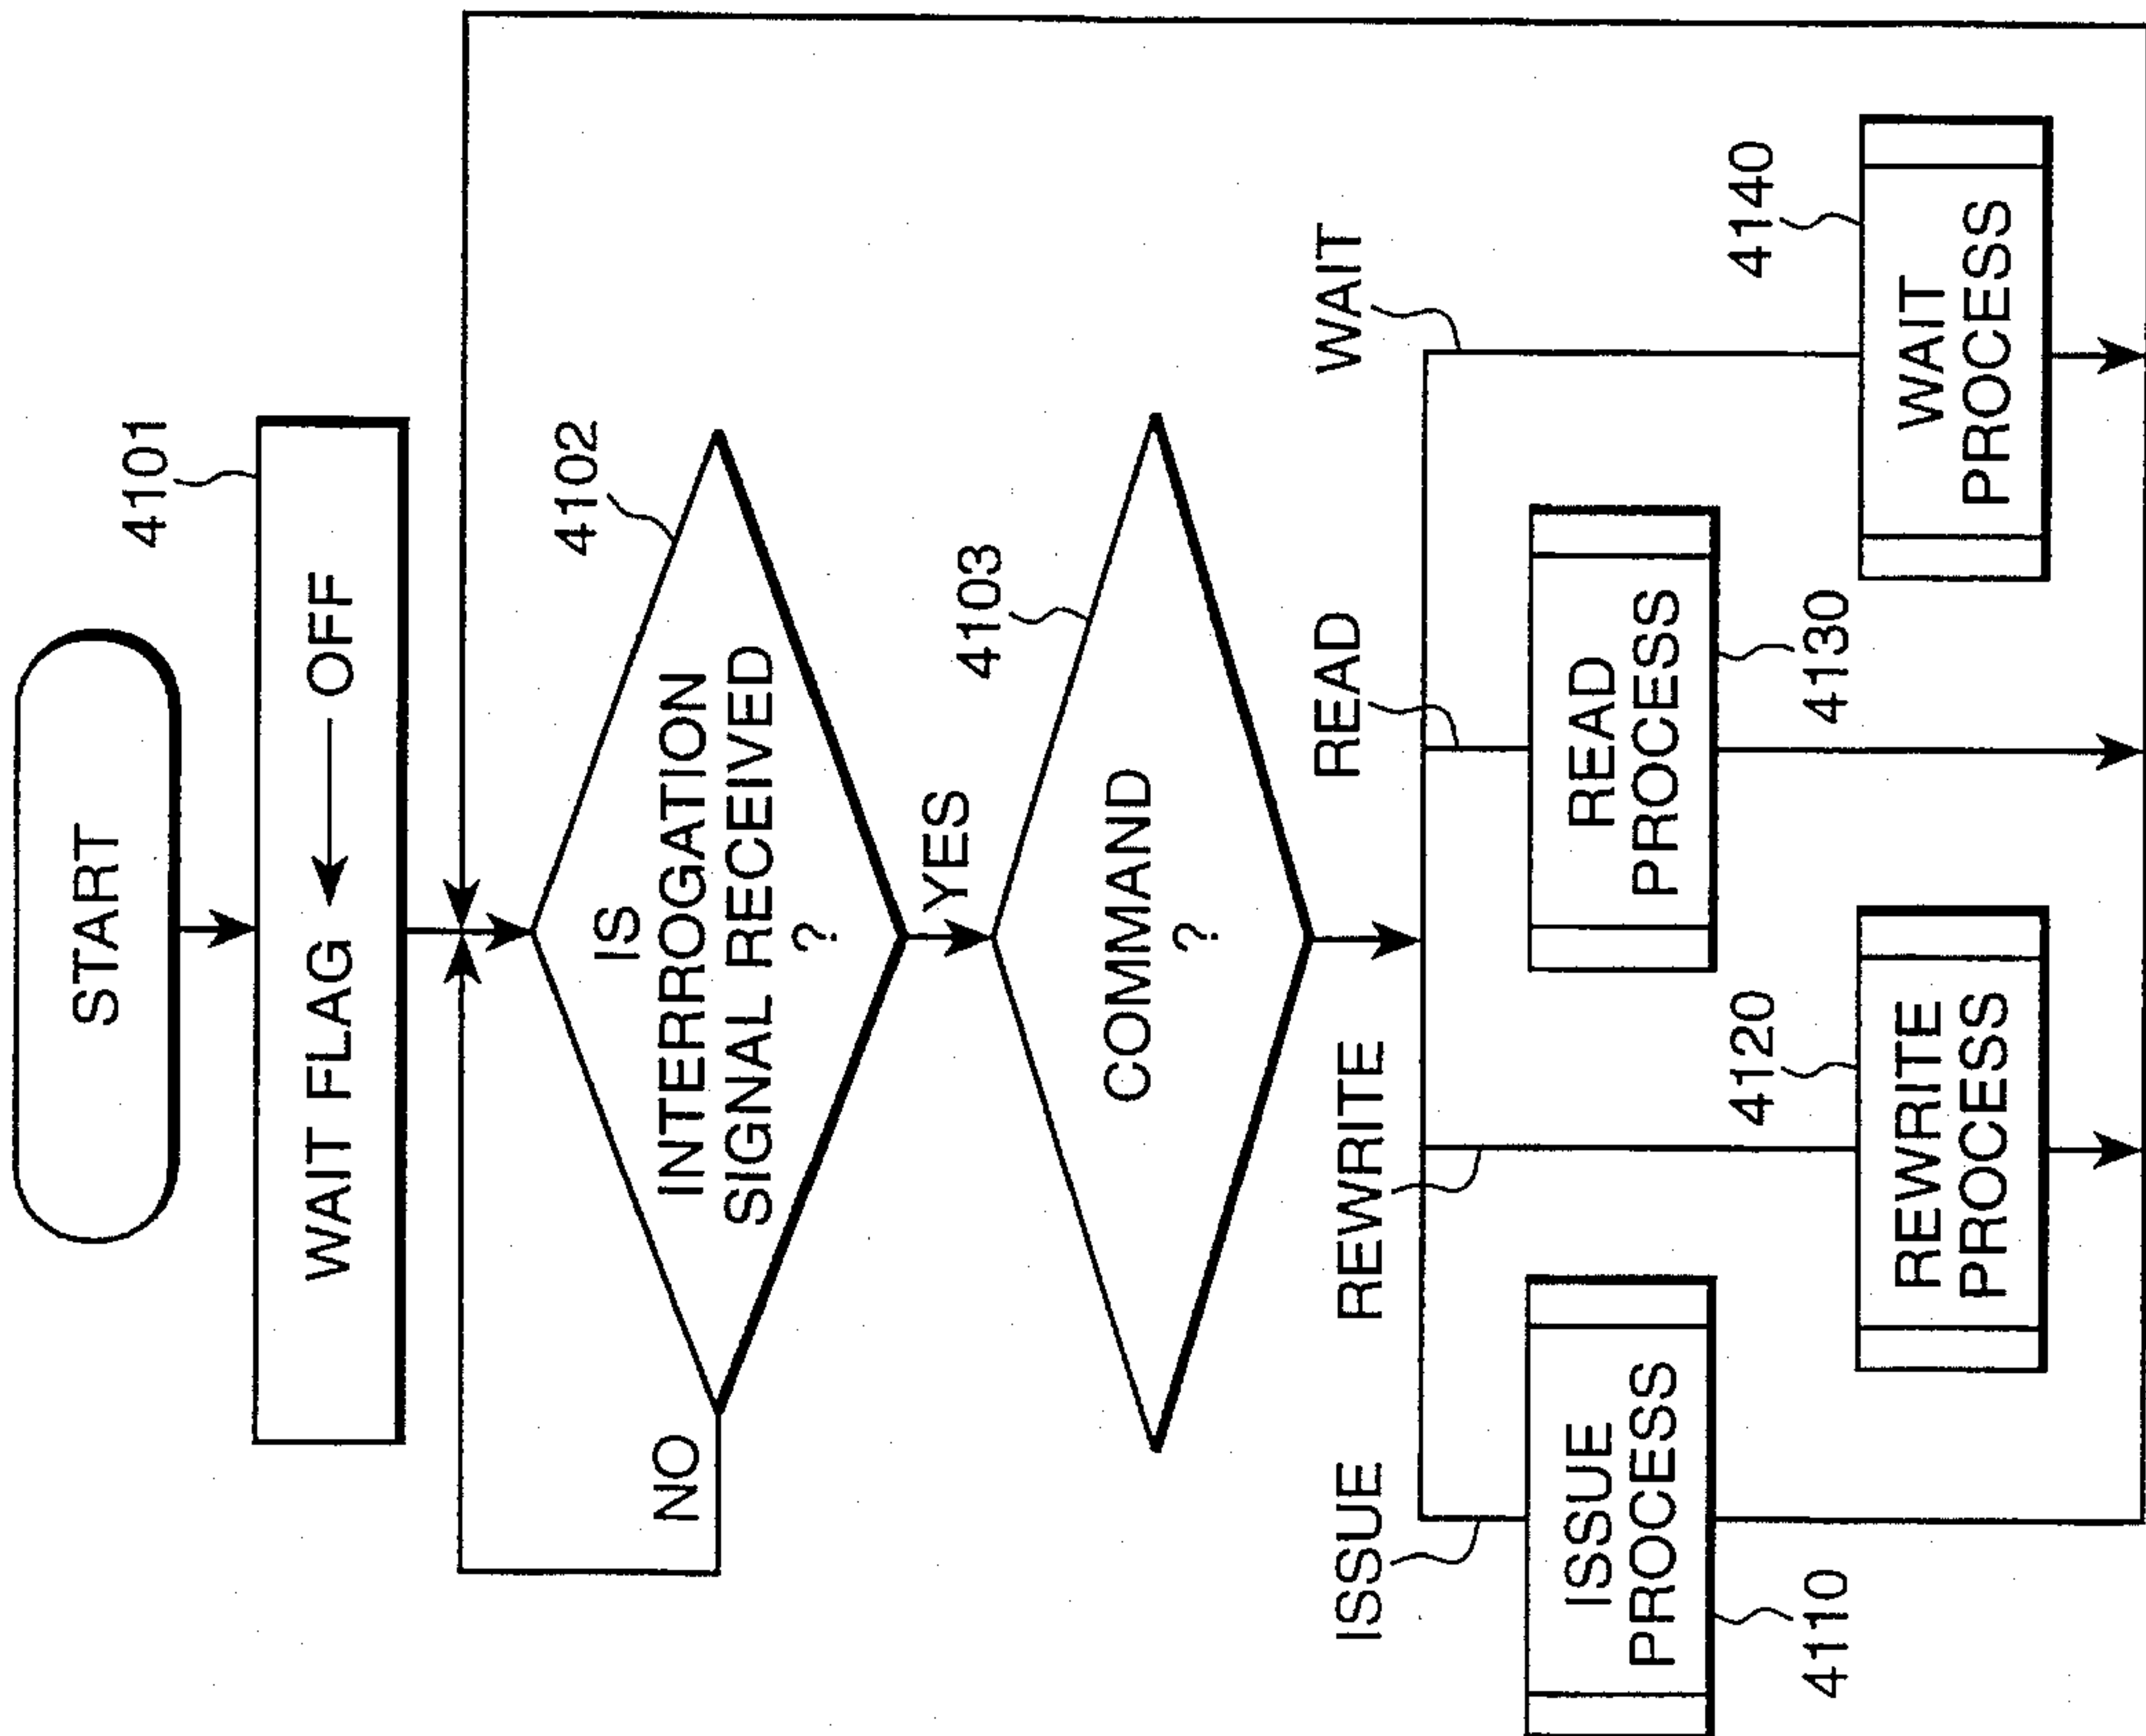 START
4101
WAIT FLAG ← OFF
4102
IS
INTERROGATION
SIGNAL RECEIVED
?
NO
YES
4103
COMMAND
?
ISSUE
REWRITE
READ
WAIT
ISSUE
PROCESS
4110
4120
REWRITE
PROCESS
READ
PROCESS
4130
4140
WAIT
PROCESS